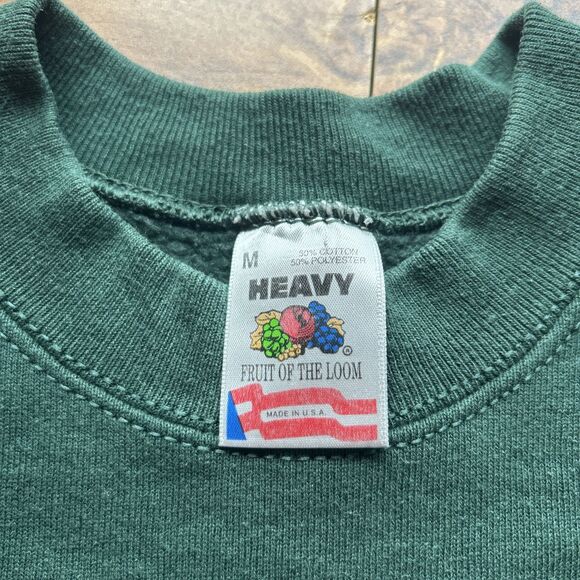 M
50% COTTON
50% POLYESTER
HEAVY
®
FRUIT OF THE LOOM
MADE IN U.S.A.